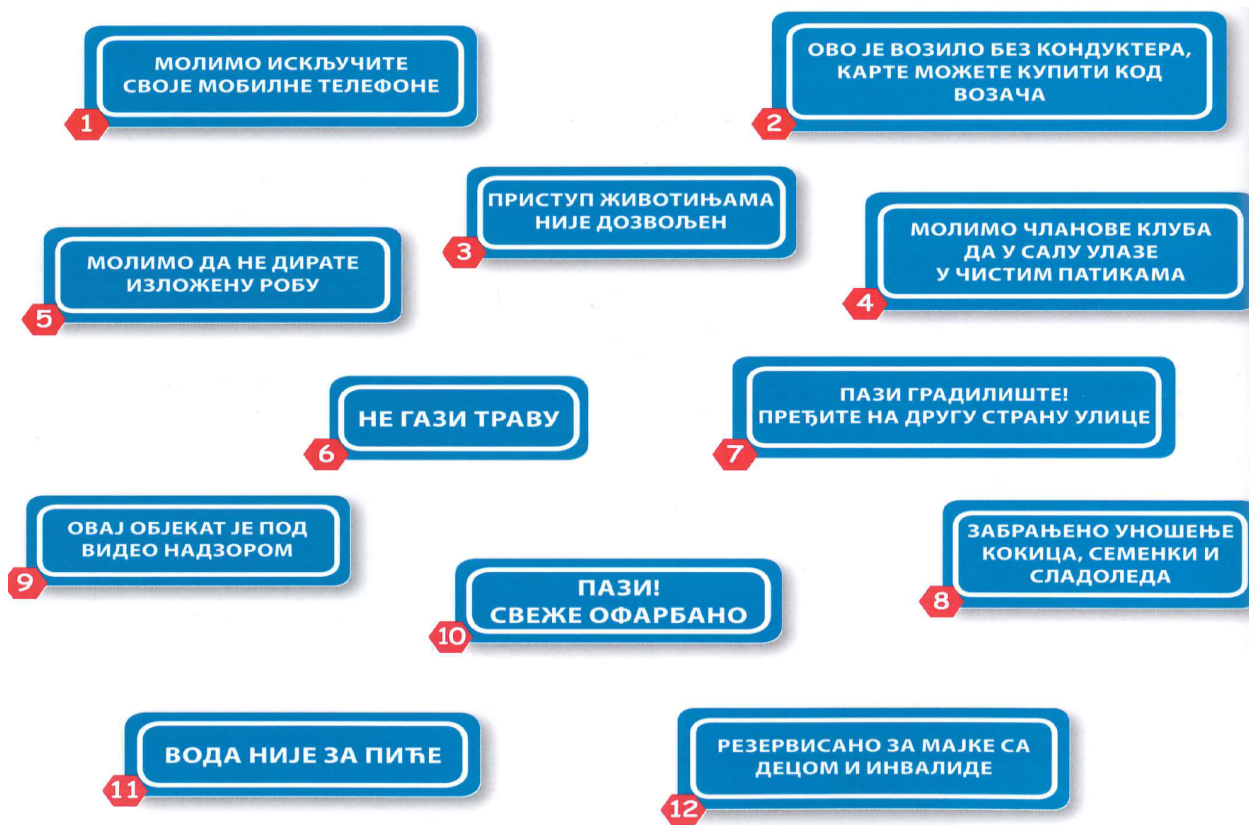 МОЛИМО ИСКЉУЧИТЕ
СВОЈЕ МОБИЛНЕ ТЕЛЕФОНЕ
1
ОВО ЈЕ ВОЗИЛО БЕЗ КОНДУКТЕРА,
КАРТЕ МОЖЕТЕ КУПИТИ КОД
ВОЗАЧА
2
ПРИСТУП ЖИВОТИЊАМА
НИЈЕ ДОЗВОЉЕН
3
МОЛИМО ЧЛАНОВЕ КЛУБА
ДА У САЛУ УЛАЗЕ
У ЧИСТИМ ПАТИКАМА
4
МОЛИМО ДА НЕ ДИРАТЕ
ИЗЛОЖЕНУ РОБУ
5
НЕ ГАЗИ ТРАВУ
6
ПАЗИ ГРАДИЛИШТЕ!
ПРЕЂИТЕ НА ДРУГУ СТРАНУ УЛИЦЕ
7
ЗАБРАЊЕНО УНОШЕЊЕ
КОКИЦА, СЕМЕНКИ И
СЛАДОЛЕДА
8
ОВАЈ ОБЈЕКАТ ЈЕ ПОД
ВИДЕО НАДЗОРОМ
9
ПАЗИ!
СВЕЖЕ ОФАРБАНО
10
ВОДА НИЈЕ ЗА ПИЋЕ
11
РЕЗЕРВИСАНО ЗА МАЈКЕ СА
ДЕЦОМ И ИНВАЛИДЕ
12